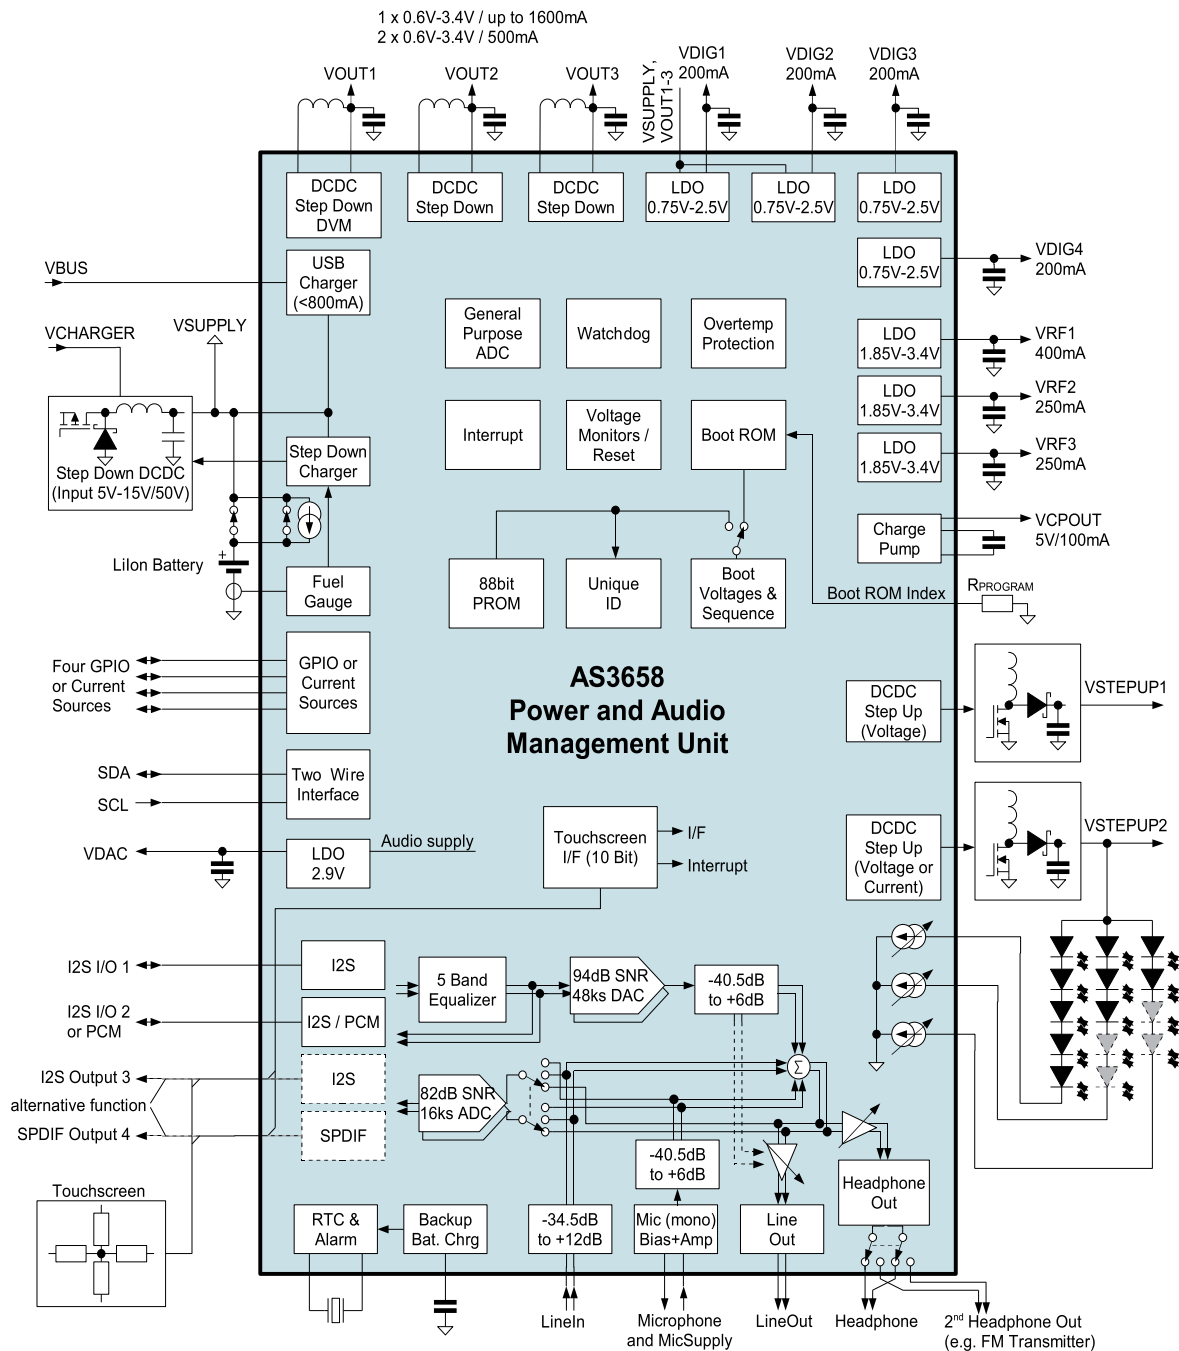 1 x 0.6V-3.4V / up to 1600mA
2 x 0.6V-3.4V / 500mA
VOUT1
VOUT2
VOUT3
VSUPPLY,
VOUT1-3
VDIG1
200mA
VDIG2
200mA
VDIG3
200mA
DCDC
Step Down
DVM
DCDC
Step Down
DCDC
Step Down
LDO
0.75V-2.5V
LDO
0.75V-2.5V
LDO
0.75V-2.5V
VBUS
USB
Charger
(<800mA)
LDO
0.75V-2.5V
VDIG4
200mA
VCHARGER
VSUPPLY
General
Purpose
ADC
Watchdog
Overtemp
Protection
LDO
1.85V-3.4V
VRF1
400mA
LDO
1.85V-3.4V
VRF2
250mA
Step Down DCDC
(Input 5V-15V/50V)
Step Down
Charger
Interrupt
Voltage
Monitors /
Reset
Boot ROM
LDO
1.85V-3.4V
VRF3
250mA
Charge
Pump
VCPOUT
5V/100mA
+
LiIon Battery
Fuel
Gauge
88bit
PROM
Unique
ID
Boot
Voltages &
Sequence
Boot ROM Index
RPROGRAM
Four GPIO
or Current
Sources
GPIO or
Current
Sources
AS3658
Power and Audio
Management Unit
DCDC
Step Up
(Voltage)
VSTEPUP1
SDA
SCL
Two Wire
Interface
VDAC
LDO
2.9V
Audio supply
Touchscreen
I/F (10 Bit)
I/F
Interrupt
DCDC
Step Up
(Voltage or
Current)
VSTEPUP2
I2S I/O 1
I2S
5 Band
Equalizer
94dB SNR
48ks DAC
-40.5dB
to +6dB
I2S I/O 2
or PCM
I2S / PCM
I2S Output 3
alternative function
SPDIF Output 4
I2S
SPDIF
82dB SNR
16ks ADC
Σ
-40.5dB
to +6dB
Headphone
Out
Touchscreen
RTC &
Alarm
Backup
Bat. Chrg
-34.5dB
to +12dB
Mic (mono)
Bias+Amp
Line
Out
LineIn
Microphone
and MicSupply
LineOut
Headphone
2nd Headphone Out
(e.g. FM Transmitter)